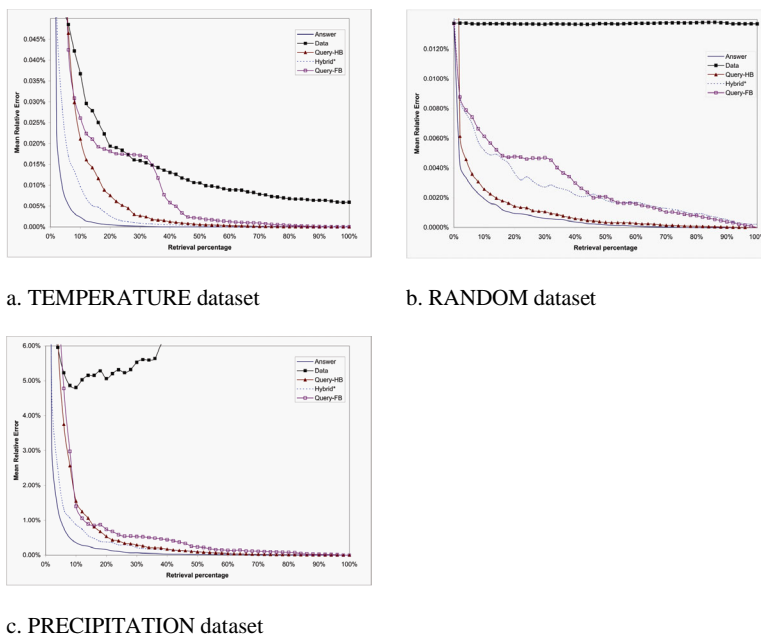 0.045%
0.040%
0.035%
0.030%
0.025%
0.020%
0.015%
0.010%
0.005%
0.000%
Mean Relative Error
Answer
Data
Query-HB
Hybrid*
Query-FB
0% 10% 20% 30% 40% 50% 60% 70% 80% 90% 100%
Retrieval percentage
a. TEMPERATURE dataset
0.0120%
0.0100%
0.0080%
0.0060%
0.0040%
0.0020%
0.0000%
Mean Relative Error
Answer
Data
Query-HB
Hybrid*
Query-FB
0% 10% 20% 30% 40% 50% 60% 70% 80% 90% 100%
Retrieval percentage
b. RANDOM dataset
6.00%
5.00%
4.00%
3.00%
2.00%
1.00%
0.00%
Mean Relative Error
Answer
Data
Query-HB
Hybrid*
Query-FB
0% 10% 20% 30% 40% 50% 60% 70% 80% 90% 100%
Retrieval percentage
c. PRECIPITATION dataset